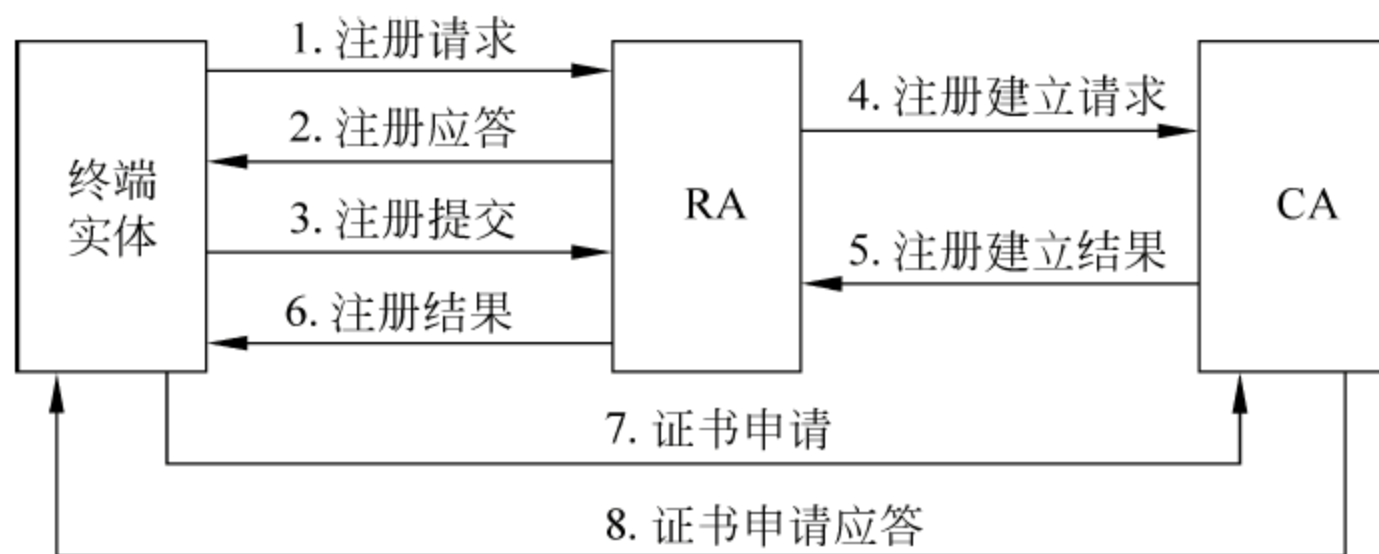 1. 注册请求
2. 注册应答
3. 注册提交
6. 注册结果
终端
实体
RA
4. 注册建立请求
5. 注册建立结果
CA
7. 证书申请
8. 证书申请应答